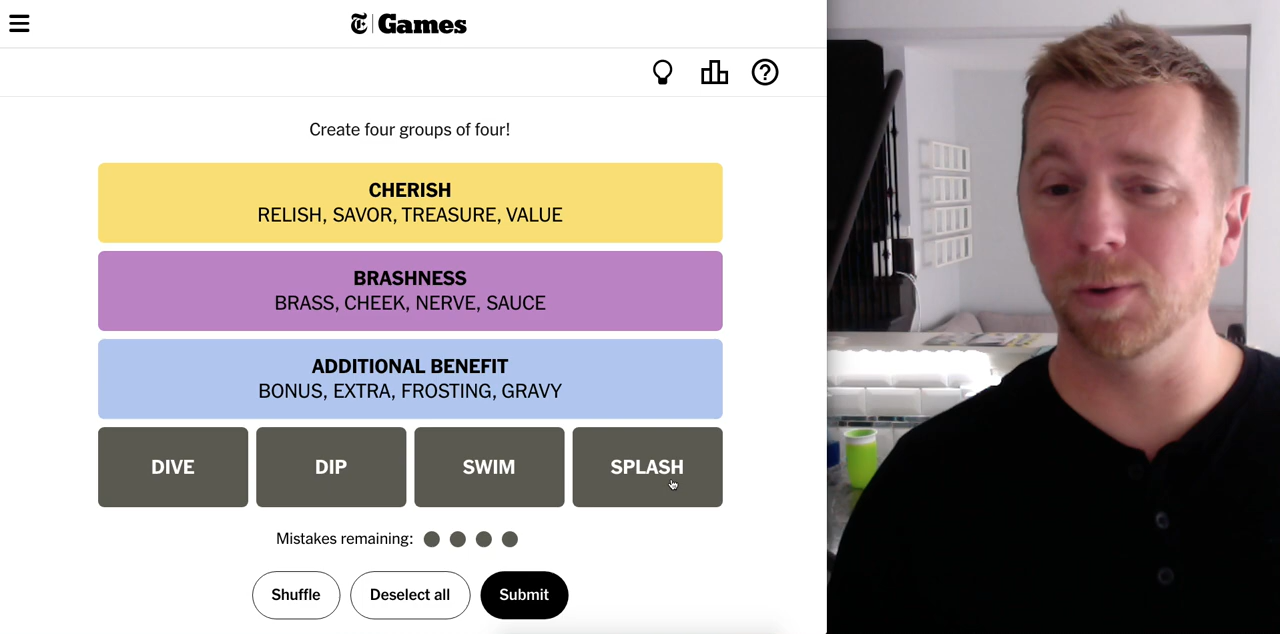 Games
Create four groups of four!
CHERISH
RELISH, SAVOR, TREASURE, VALUE
BRASHNESS
BRASS, CHEEK, NERVE, SAUCE
ADDITIONAL BENEFIT
BONUS, EXTRA, FROSTING, GRAVY
DIVE DIP SWIM SPLASH
Mistakes remaining:
Shuffle Deselect all Submit